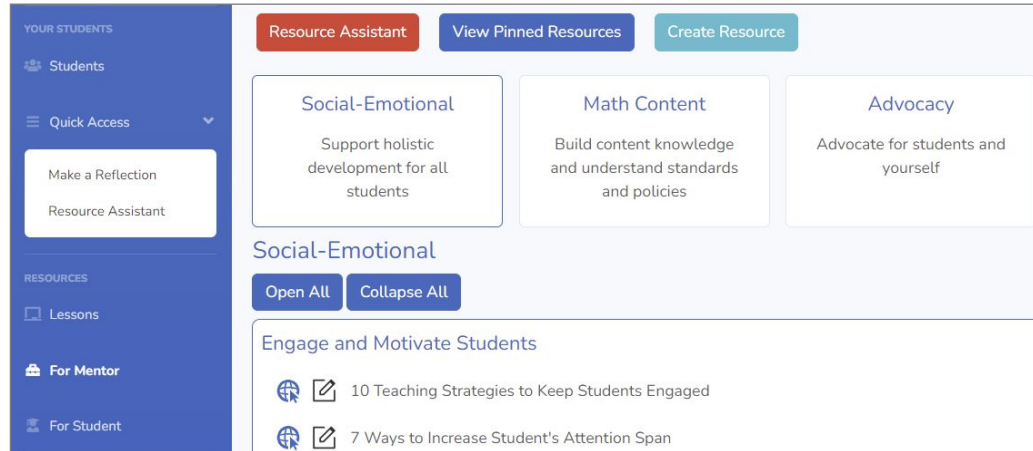 YOUR STUDENTS
Students
Quick Access
Make a Reflection
Resource Assistant
RESOURCES
Lessons
For Mentor
For Student
Resource Assistant
View Pinned Resources
Create Resource
Social-Emotional
Support holistic
development for all
students
Math Content
Build content knowledge
and understand standards
and policies
Advocacy
Advocate for students and
yourself
Social-Emotional
Open All
Collapse All
Engage and Motivate Students
10 Teaching Strategies to Keep Students Engaged
7 Ways to Increase Student's Attention Span